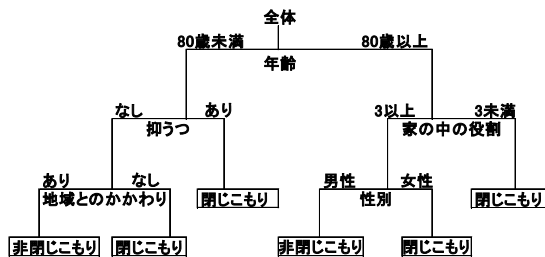 全体
80歳未満 80歳以上
年齢
なし あり 3以上 3未満
抑うつ 家の中の役割
あり なし 男性 女性
地域とのかかわり 閉じこもり 性別 閉じこもり
非閉じこもり 閉じこもり 非閉じこもり 閉じこもり